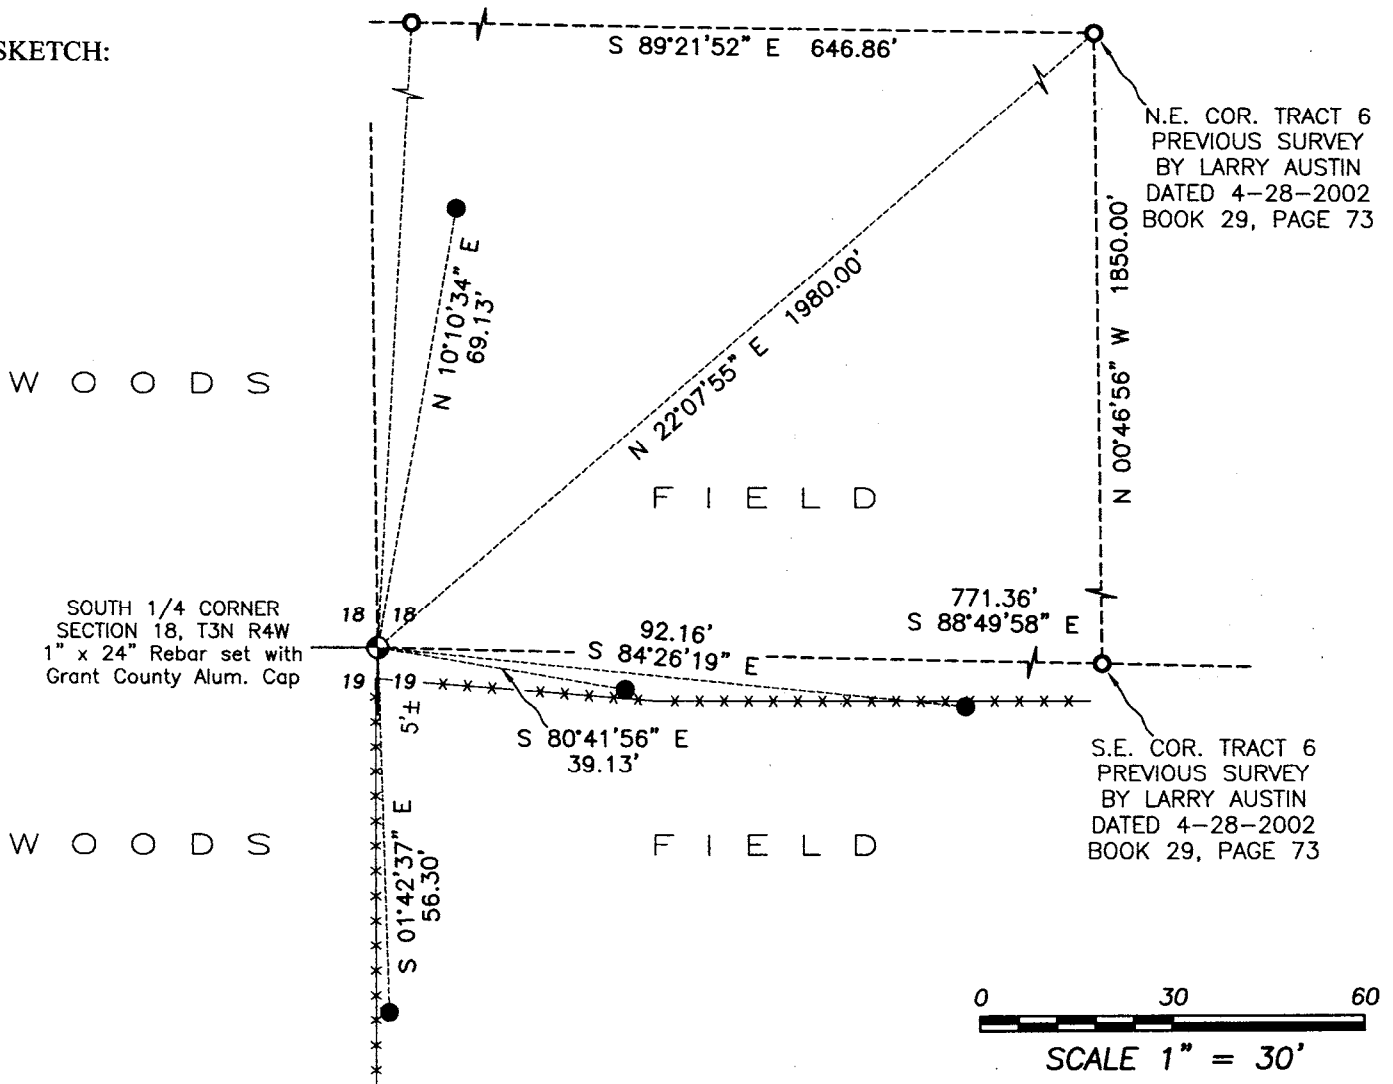 SKETCH:
S 89°21'52" E 646.86'
N.E. COR. TRACT 6
PREVIOUS SURVEY
BY LARRY AUSTIN
DATED 4-28-2002
BOOK 29, PAGE 73
N 10°10'34" E
69.13'
N 22°07'55" E 1980.00'
N 00°46'56" W 1850.00'
WOODS
FIELD
SOUTH 1/4 CORNER
SECTION 18, T3N R4W
1" x 24" Rebar set with
Grant County Alum. Cap
18 18
19 19
5'±
92.16'
S 84°26'19" E
771.36'
S 88°49'58" E
S 80°41'56" E
39.13'
S.E. COR. TRACT 6
PREVIOUS SURVEY
BY LARRY AUSTIN
DATED 4-28-2002
BOOK 29, PAGE 73
WOODS
FIELD
S 01°42'37" E
56.30'
0 30 60
SCALE 1" = 30'